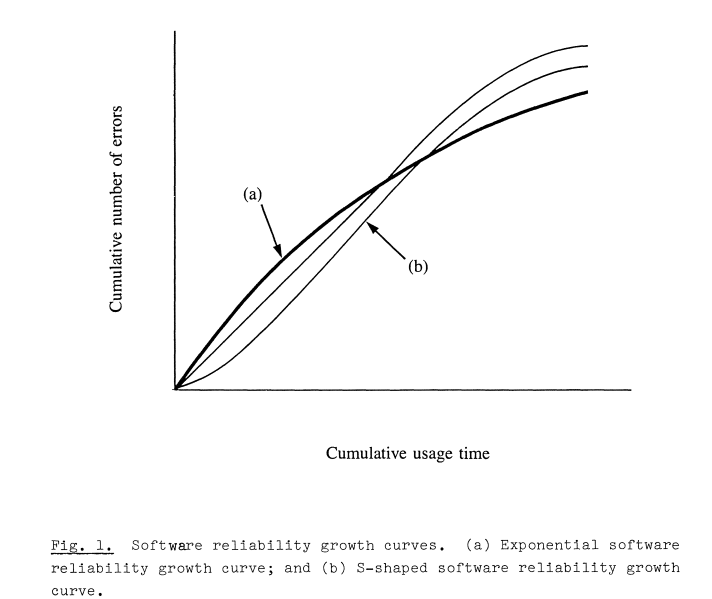 Cumulative number of errors
(a)
(b)
Cumulative usage time
Fig. 1. Software reliability growth curves. (a) Exponential software
reliability growth curve; and (b) S-shaped software reliability growth
curve.